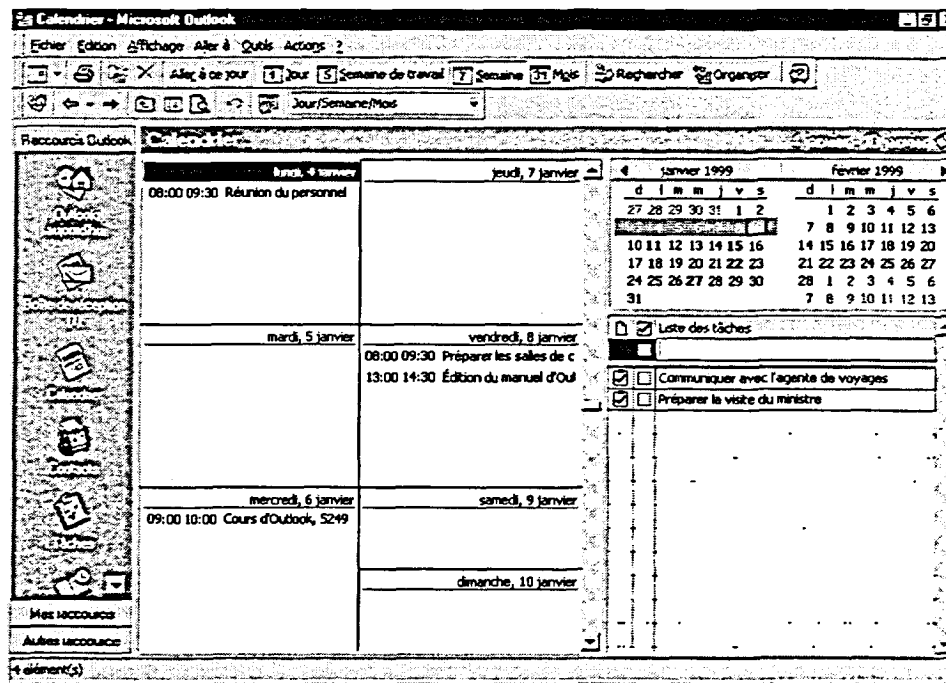 Calendrier - Microsoft Outlook
Fichier Edition Affichage Aller à Outils Actions ?
Aller à ce jour 1 Jour 5 Semaine de travail 7 Semaine 31 Mois Rechercher Organiser
Jour/Semaine/Mois
Raccourcis Outlook
lundi, 4 janvier
08:00 09:30 Réunion du personnel
mardi, 5 janvier
mercredi, 6 janvier
09:00 10:00 Cours d'Outlook, S249
jeudi, 7 janvier
vendredi, 8 janvier
08:00 09:30 Préparer les salles de c
13:00 14:30 Édition du manuel d'Out
samedi, 9 janvier
dimanche, 10 janvier
janvier 1999
d l m m j v s
27 28 29 30 31 1 2
10 11 12 13 14 15 16
17 18 19 20 21 22 23
24 25 26 27 28 29 30
31
février 1999
d l m m j v s
1 2 3 4 5 6
7 8 9 10 11 12 13
14 15 16 17 18 19 20
21 22 23 24 25 26 27
28 1 2 3 4 5 6
7 8 9 10 11 12 13
Liste des tâches
Communiquer avec l'agente de voyages
Préparer la visite du ministre
Mes raccourcis
Autres raccourcis
4 élément(s)